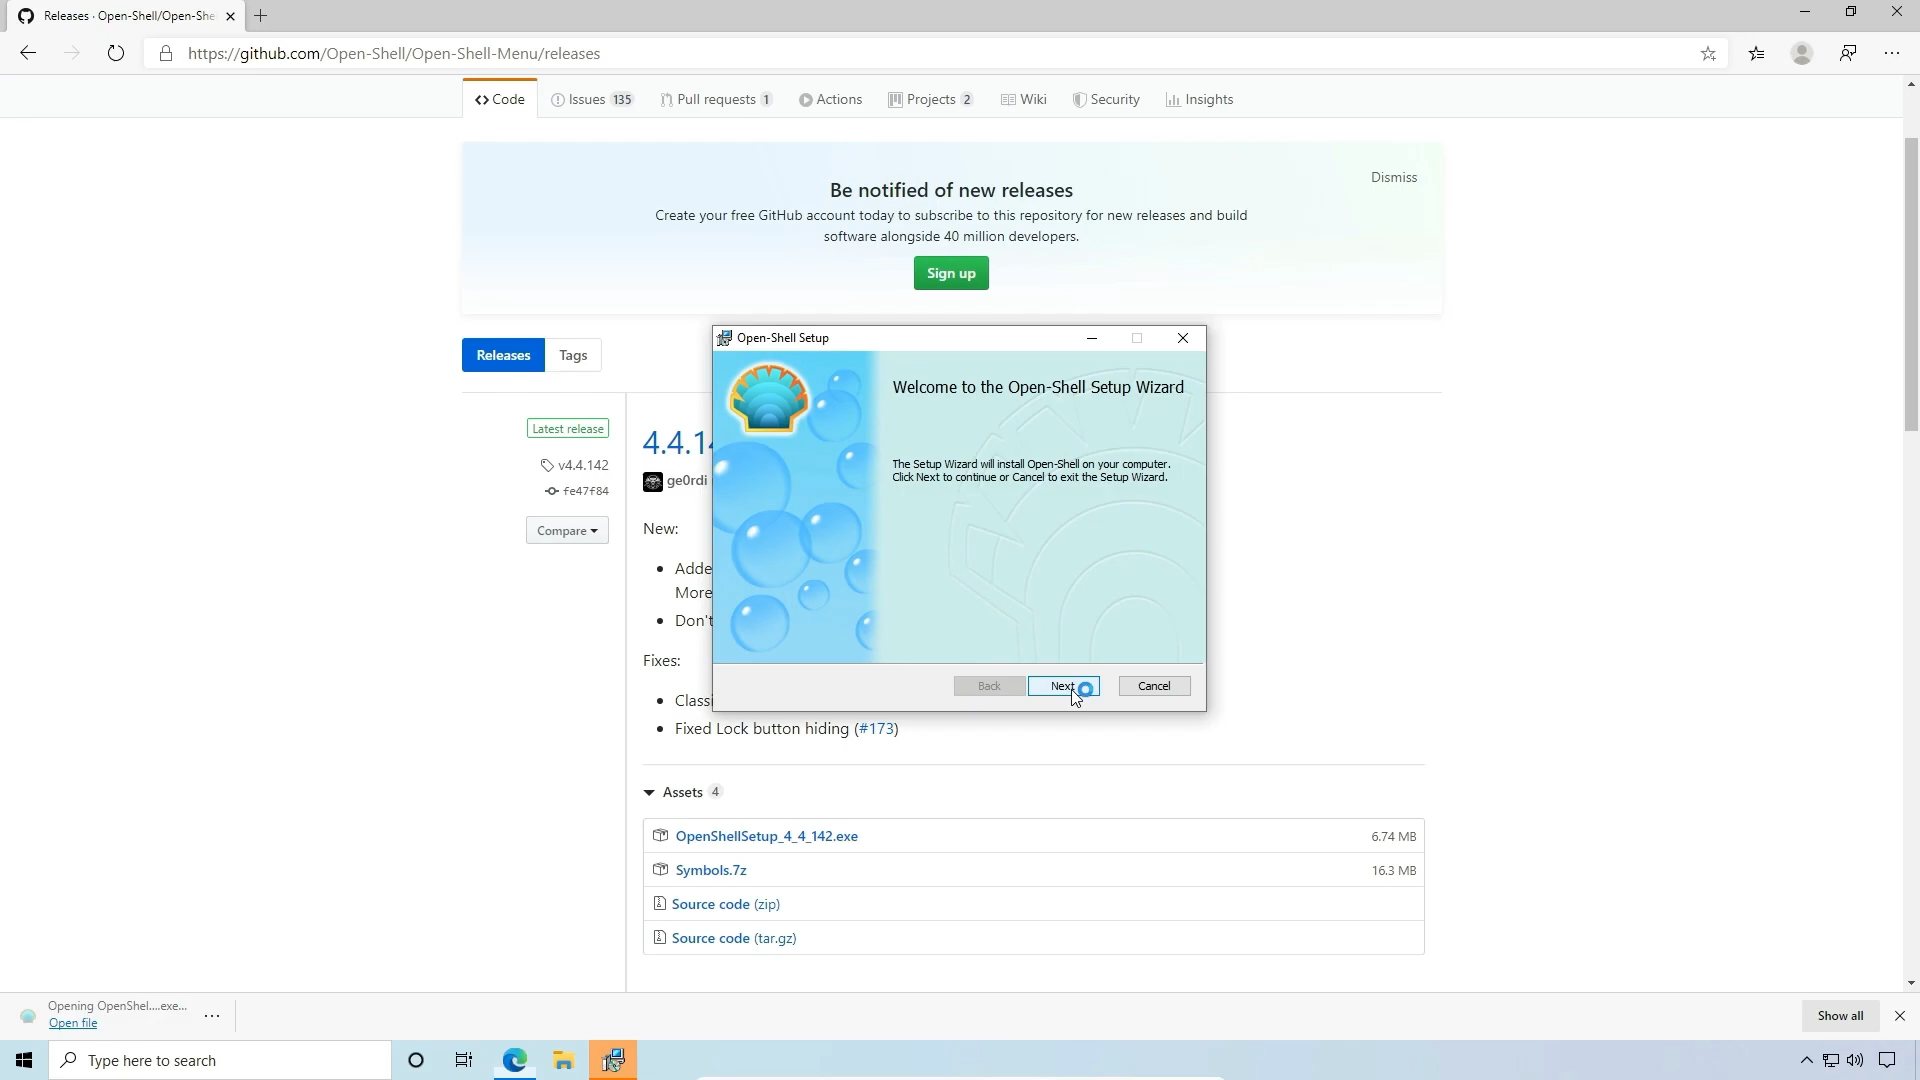 Releases · Open-Shell/Open-She
https://github.com/Open-Shell/Open-Shell-Menu/releases
Code
Issues 135
Pull requests 1
Actions
Projects 2
Wiki
Security
Insights
Be notified of new releases
Dismiss
Create your free GitHub account today to subscribe to this repository for new releases and build
software alongside 40 million developers.
Sign up
Releases
Tags
Open-Shell Setup
Welcome to the Open-Shell Setup Wizard
The Setup Wizard will install Open-Shell on your computer.
Click Next to continue or Cancel to exit the Setup Wizard.
Back
Next
Cancel
Latest release
v4.4.142
fe47f84
Compare
4.4.14
ge0rdi
New:
Adde
More
Don't
Fixes:
Classi
Fixed Lock button hiding (#173)
Assets 4
OpenShellSetup_4_4_142.exe 6.74 MB
Symbols.7z 16.3 MB
Source code (zip)
Source code (tar.gz)
Opening OpenShel....exe...
Open file
Show all
Type here to search